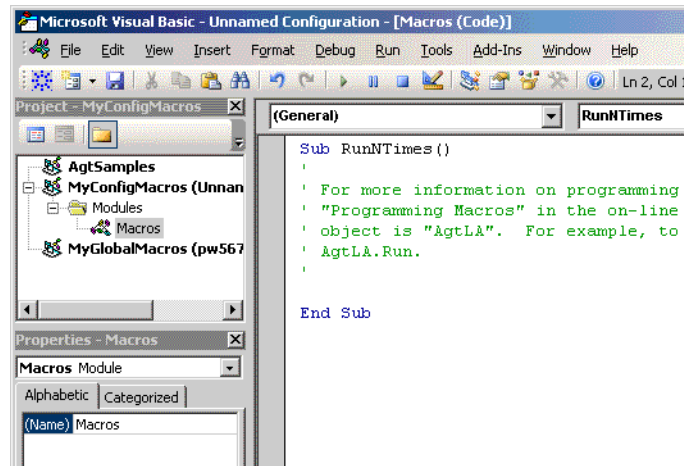 Microsoft Visual Basic - Unnamed Configuration - [Macros (Code)]
File Edit View Insert Format Debug Run Tools Add-Ins Window Help
Ln 2, Col 1
Project - MyConfigMacros
(General) RunNTimes
AgtSamples
MyConfigMacros (Unnan
Modules
Macros
MyGlobalMacros (pw567
Sub RunNTimes()
'
' For more information on programming
' "Programming Macros" in the on-line
' object is "AgtLA".  For example, to
' AgtLA.Run.
'
End Sub
Properties - Macros
Macros Module
Alphabetic Categorized
(Name) Macros